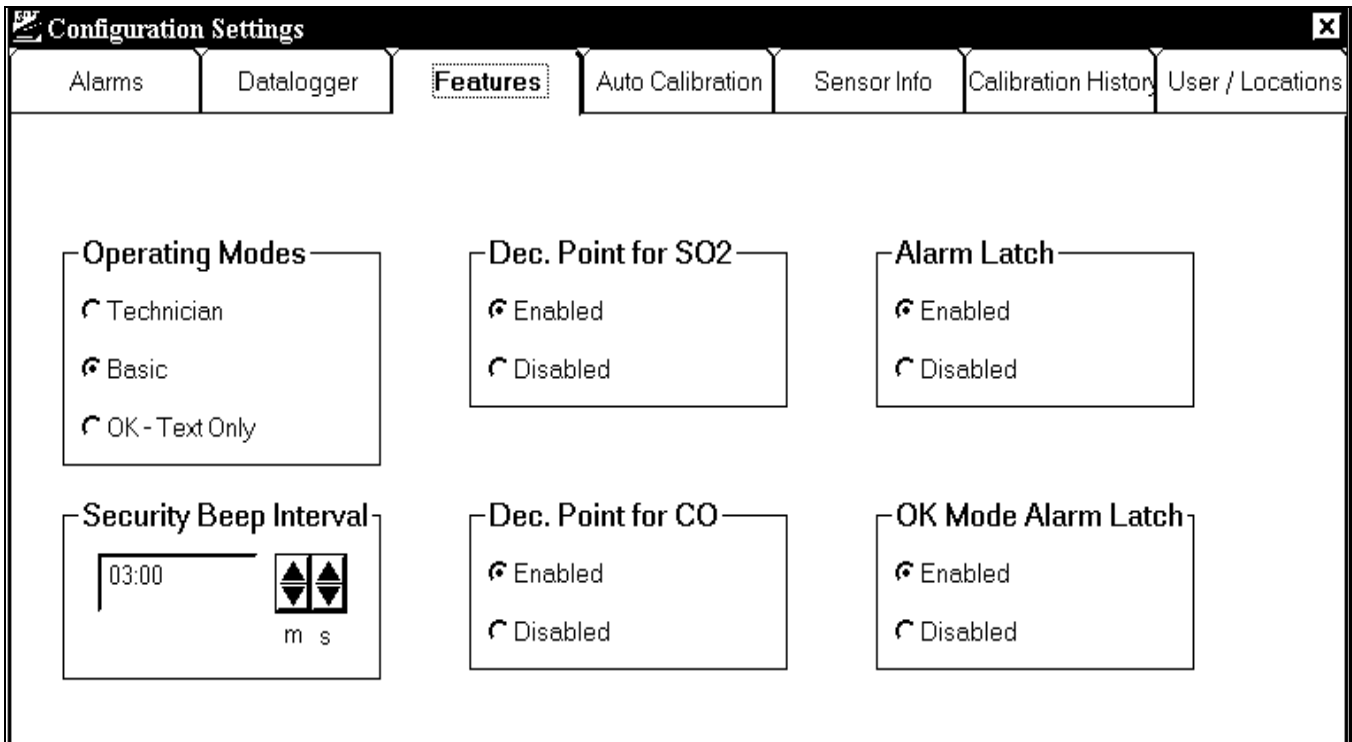 Configuration Settings
Alarms
Datalogger
Features
Auto Calibration
Sensor Info
Calibration History
User / Locations
Operating Modes
Technician
Basic
OK - Text Only
Dec. Point for SO2
Enabled
Disabled
Alarm Latch
Enabled
Disabled
Security Beep Interval
03:00
m s
Dec. Point for CO
Enabled
Disabled
OK Mode Alarm Latch
Enabled
Disabled